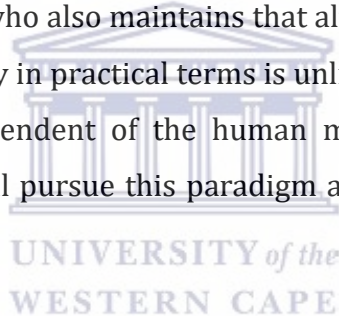 who also maintains that al
y in practical terms is unl
endent of the human m
l pursue this paradigm a
UNIVERSITY of the
WESTERN CAPE